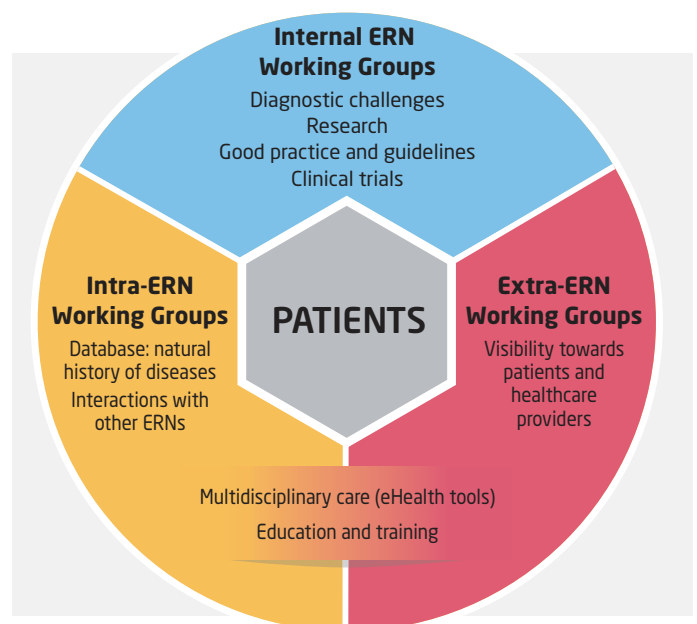 Internal ERN
Working Groups
Diagnostic challenges
Research
Good practice and guidelines
Clinical trials
Intra-ERN
Working Groups
Database: natural
history of diseases
Interactions with
other ERNs
PATIENTS
Extra-ERN
Working Groups
Visibility towards
patients and
healthcare
providers
Multidisciplinary care (eHealth tools)
Education and training